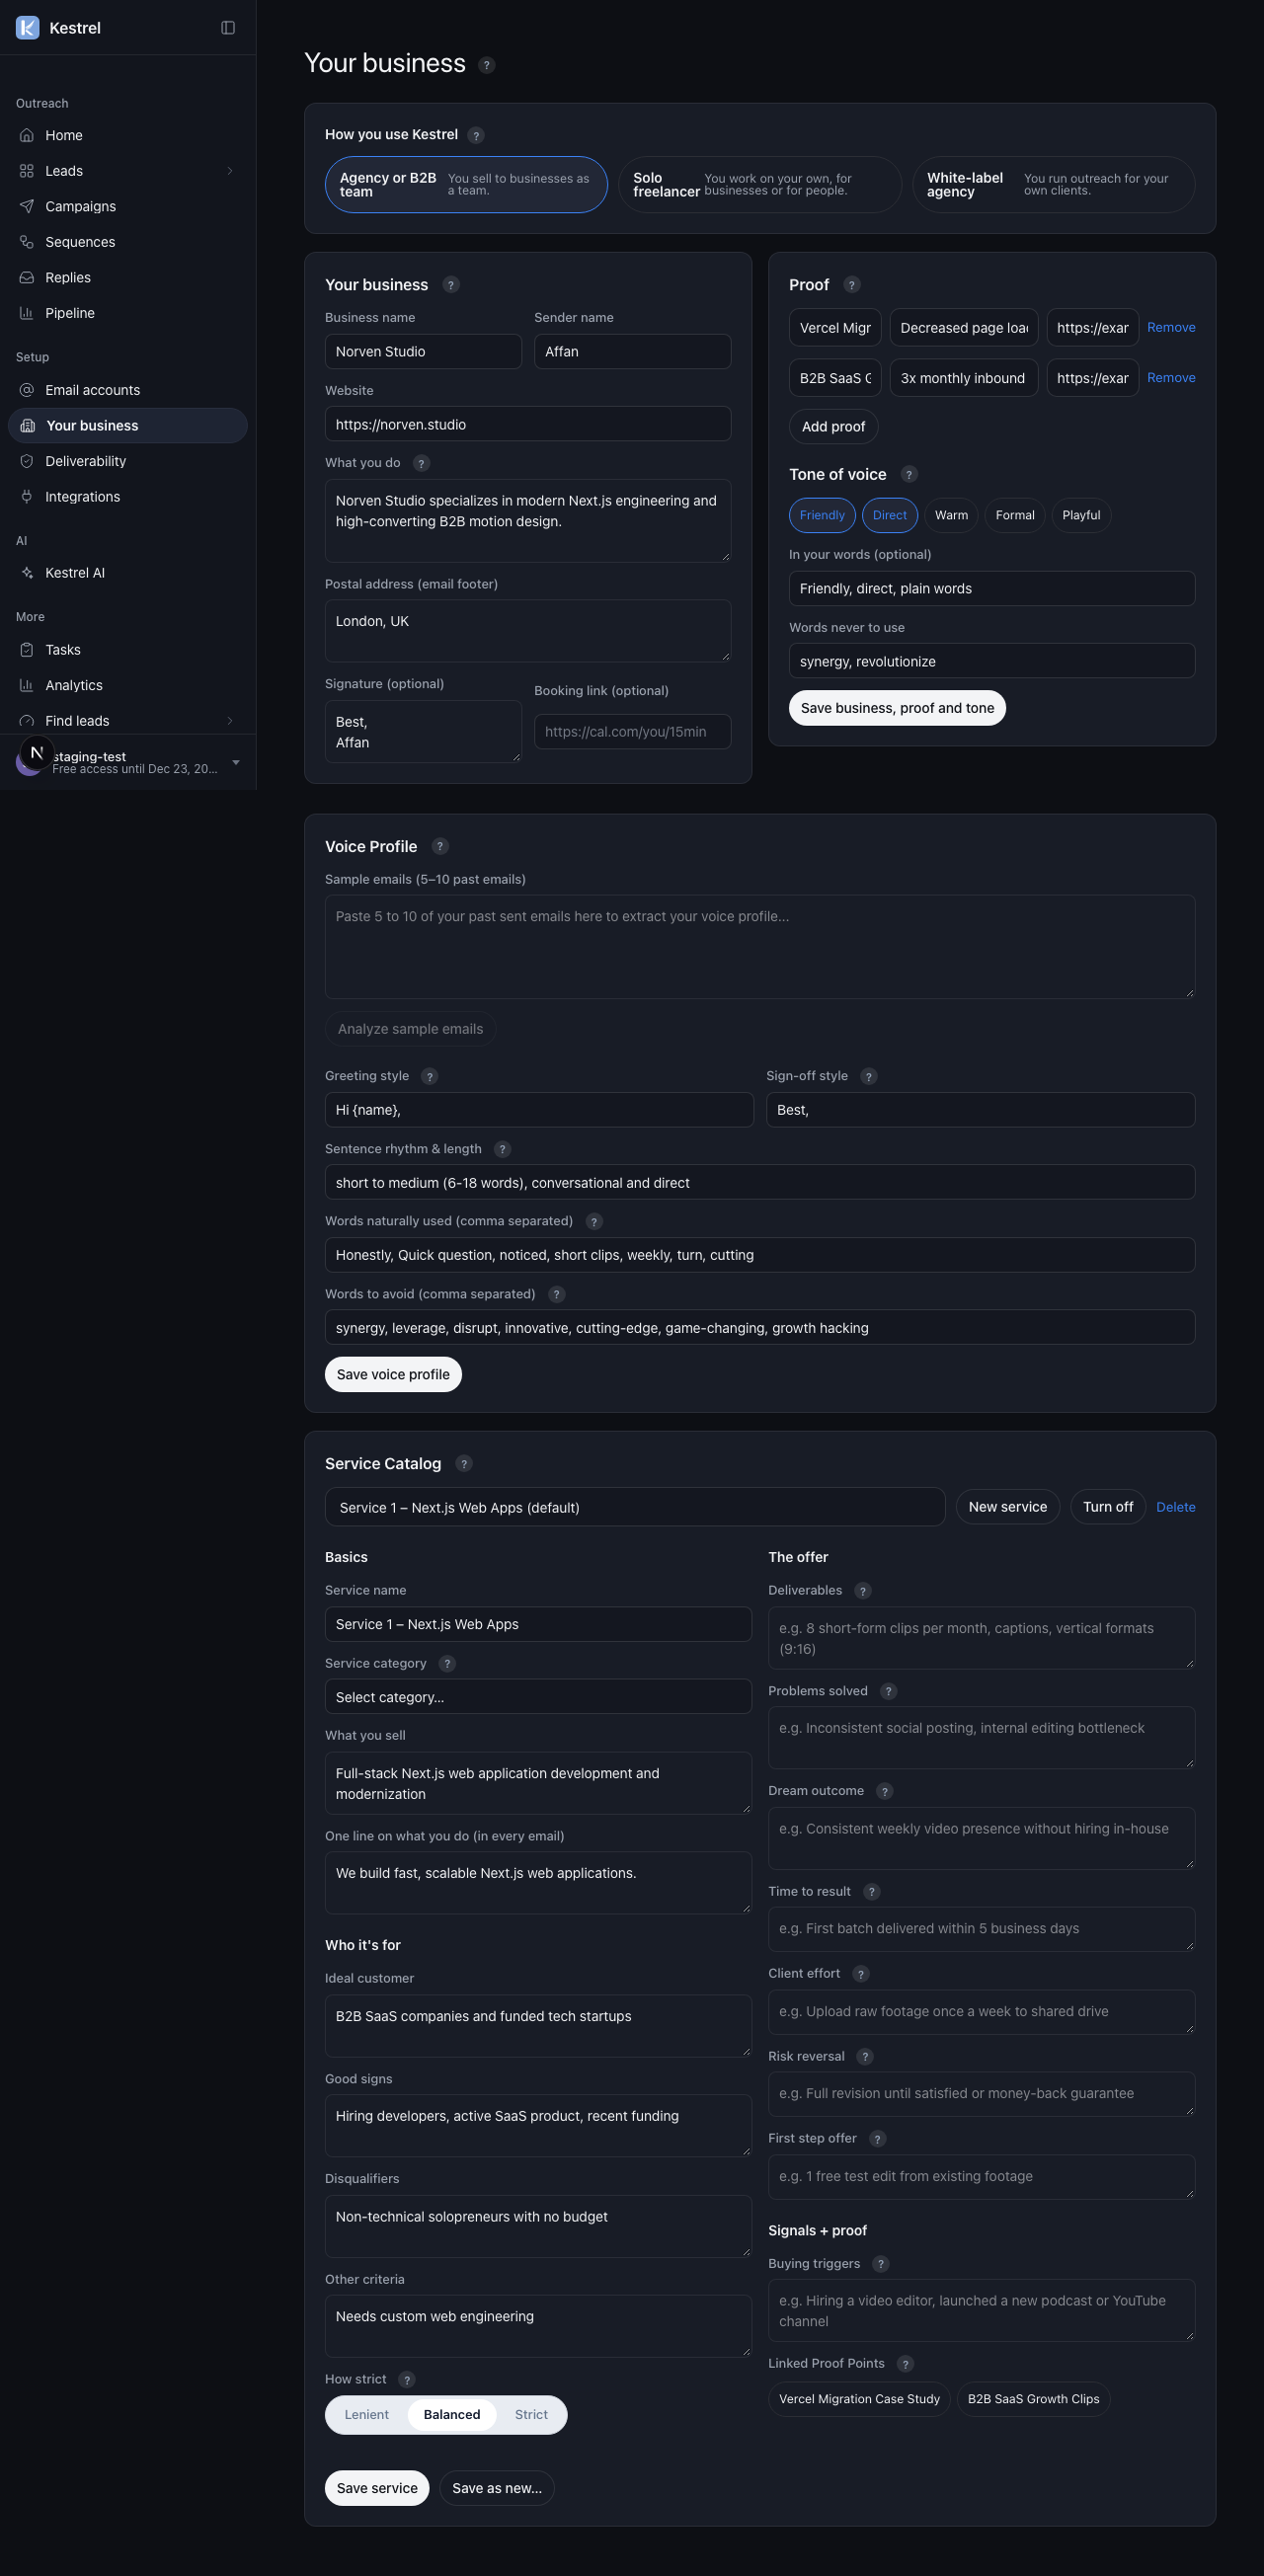 Kestrel
Outreach
Home
Leads
Campaigns
Sequences
Replies
Pipeline
Setup
Email accounts
Your business
Deliverability
Integrations
AI
Kestrel AI
More
Tasks
Analytics
Find leads
N
staging-test
Free access until Dec 23, 20...
Your business ?
How you use Kestrel ?
Agency or B2B team
You sell to businesses as a team.
Solo freelancer
You work on your own, for businesses or for people.
White-label agency
You run outreach for your own clients.
Your business ?
Business name
Norven Studio
Sender name
Affan
Website
https://norven.studio
What you do ?
Norven Studio specializes in modern Next.js engineering and
high-converting B2B motion design.
Postal address (email footer)
London, UK
Signature (optional)
Best,
Affan
Booking link (optional)
https://cal.com/you/15min
Proof ?
Vercel Migr
Decreased page loa
https://exar
Remove
B2B SaaS G
3x monthly inbound
https://exar
Remove
Add proof
Tone of voice ?
Friendly
Direct
Warm
Formal
Playful
In your words (optional)
Friendly, direct, plain words
Words never to use
synergy, revolutionize
Save business, proof and tone
Voice Profile ?
Sample emails (5–10 past emails)
Paste 5 to 10 of your past sent emails here to extract your voice profile...
Analyze sample emails
Greeting style ?
Hi {name},
Sign-off style ?
Best,
Sentence rhythm & length ?
short to medium (6-18 words), conversational and direct
Words naturally used (comma separated) ?
Honestly, Quick question, noticed, short clips, weekly, turn, cutting
Words to avoid (comma separated) ?
synergy, leverage, disrupt, innovative, cutting-edge, game-changing, growth hacking
Save voice profile
Service Catalog ?
Service 1 – Next.js Web Apps (default)
New service
Turn off
Delete
Basics
Service name
Service 1 – Next.js Web Apps
Service category ?
Select category...
What you sell
Full-stack Next.js web application development and
modernization
One line on what you do (in every email)
We build fast, scalable Next.js web applications.
Who it's for
Ideal customer
B2B SaaS companies and funded tech startups
Good signs
Hiring developers, active SaaS product, recent funding
Disqualifiers
Non-technical solopreneurs with no budget
Other criteria
Needs custom web engineering
How strict ?
Lenient
Balanced
Strict
The offer
Deliverables ?
e.g. 8 short-form clips per month, captions, vertical formats
(9:16)
Problems solved ?
e.g. Inconsistent social posting, internal editing bottleneck
Dream outcome ?
e.g. Consistent weekly video presence without hiring in-house
Time to result ?
e.g. First batch delivered within 5 business days
Client effort ?
e.g. Upload raw footage once a week to shared drive
Risk reversal ?
e.g. Full revision until satisfied or money-back guarantee
First step offer ?
e.g. 1 free test edit from existing footage
Signals + proof
Buying triggers ?
e.g. Hiring a video editor, launched a new podcast or YouTube
channel
Linked Proof Points ?
Vercel Migration Case Study
B2B SaaS Growth Clips
Save service
Save as new...